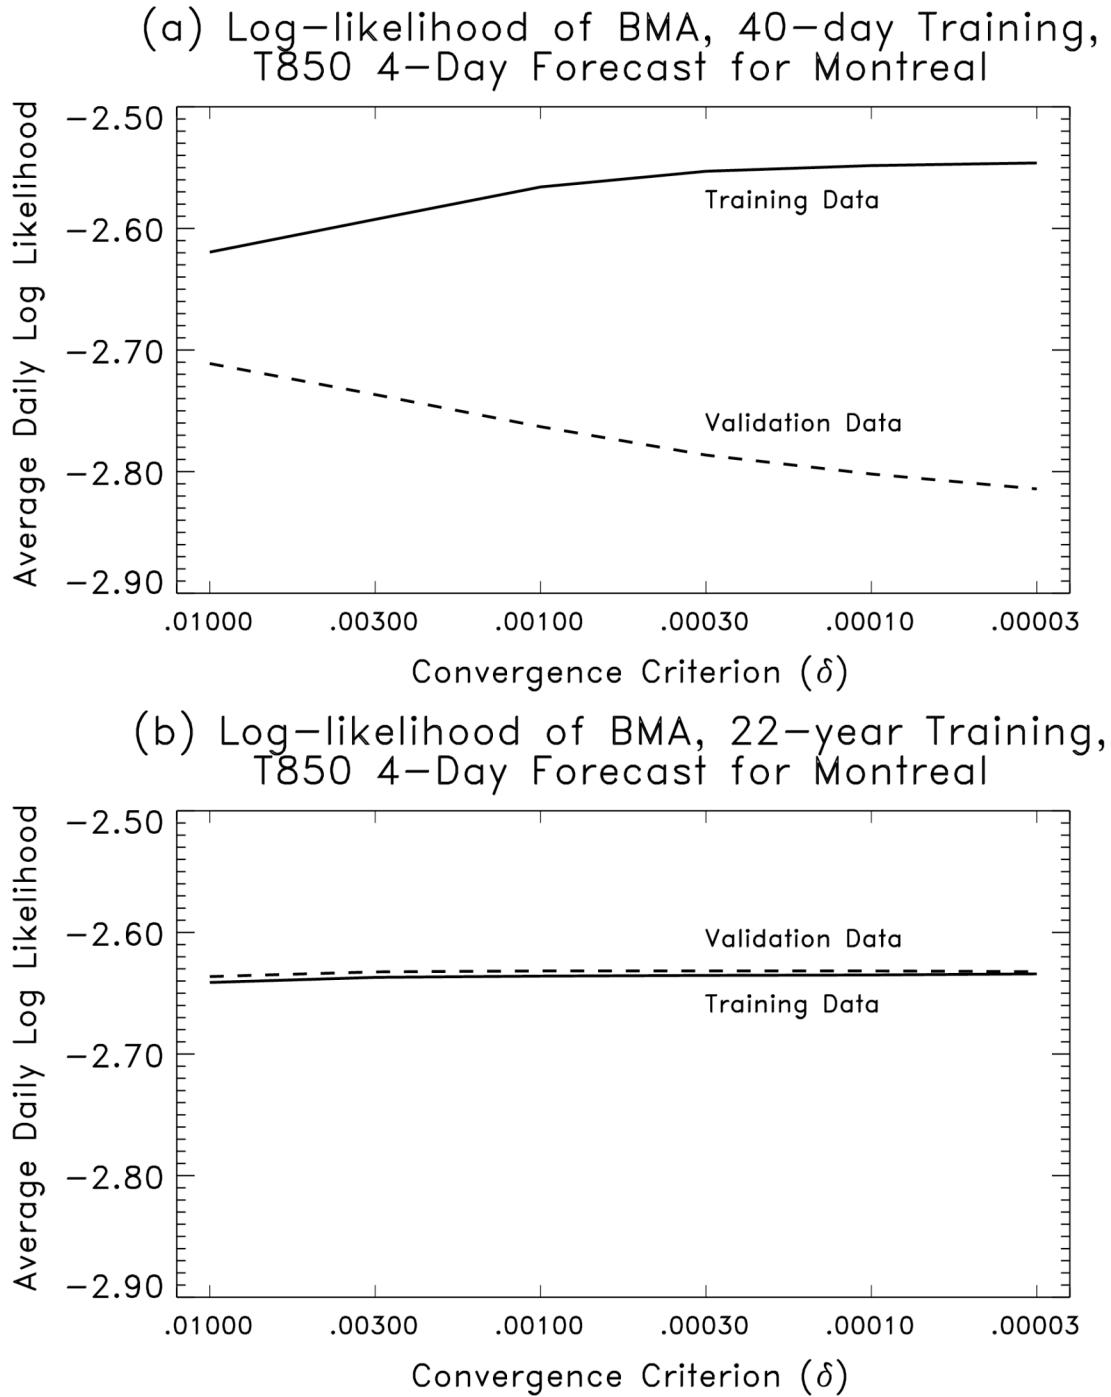 (a) Log-likelihood of BMA, 40-day Training,
T850 4-Day Forecast for Montreal
Average Daily Log Likelihood
-2.50
-2.60
-2.70
-2.80
-2.90
Training Data
Validation Data
.01000 .00300 .00100 .00030 .00010 .00003
Convergence Criterion (δ)
(b) Log-likelihood of BMA, 22-year Training,
T850 4-Day Forecast for Montreal
Average Daily Log Likelihood
-2.50
-2.60
-2.70
-2.80
-2.90
Validation Data
Training Data
.01000 .00300 .00100 .00030 .00010 .00003
Convergence Criterion (δ)